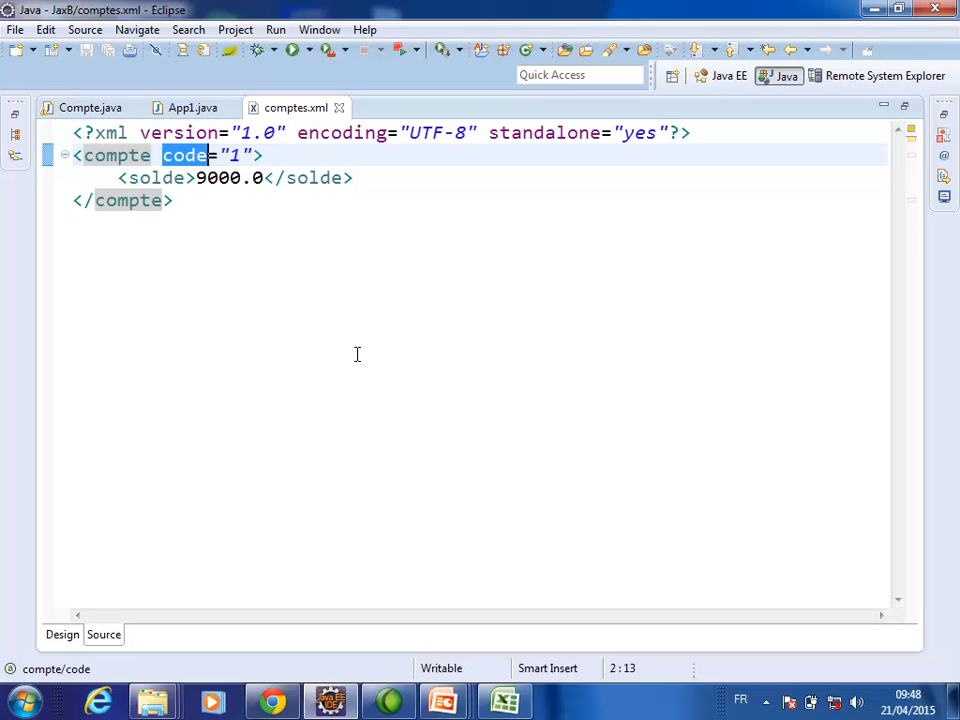 Java - JaxB/comptes.xml - Eclipse
File Edit Source Navigate Search Project Run Window Help
Quick Access
Java EE
Java
Remote System Explorer
Compte.java
App1.java
comptes.xml
<?xml version="1.0" encoding="UTF-8" standalone="yes"?>
<compte code="1">
<solde>9000.0</solde>
</compte>
Design Source
compte/code
Writable
Smart Insert
2 : 13
Java EE IDE
FR
09:48
21/04/2015